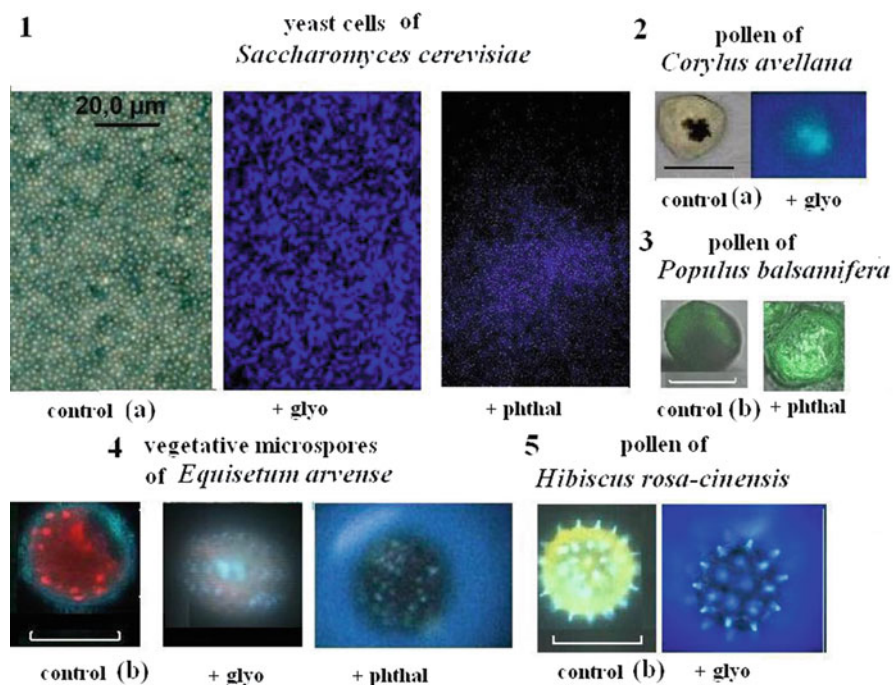 1 yeast cells of
Saccharomyces cerevisiae
20,0 µm
control (a) + glyo + phthal
2 pollen of
Corylus avellana
control (a) + glyo
3 pollen of
Populus balsamifera
control (b) + phthal
4 vegetative microspores
of Equisetum arvense
control (b) + glyo + phthal
5 pollen of
Hibiscus rosa-cinensis
control (b) + glyo